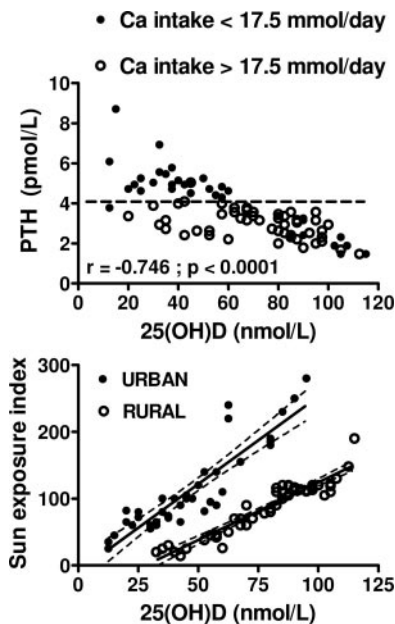 Ca intake < 17.5 mmol/day
Ca intake > 17.5 mmol/day
10
8
6
4
2
0
PTH (pmol/L)
r = -0.746 ; p < 0.0001
0 20 40 60 80 100 120
25(OH)D (nmol/L)
300
200
100
0
Sun exposure index
URBAN
RURAL
0 25 50 75 100 125
25(OH)D (nmol/L)